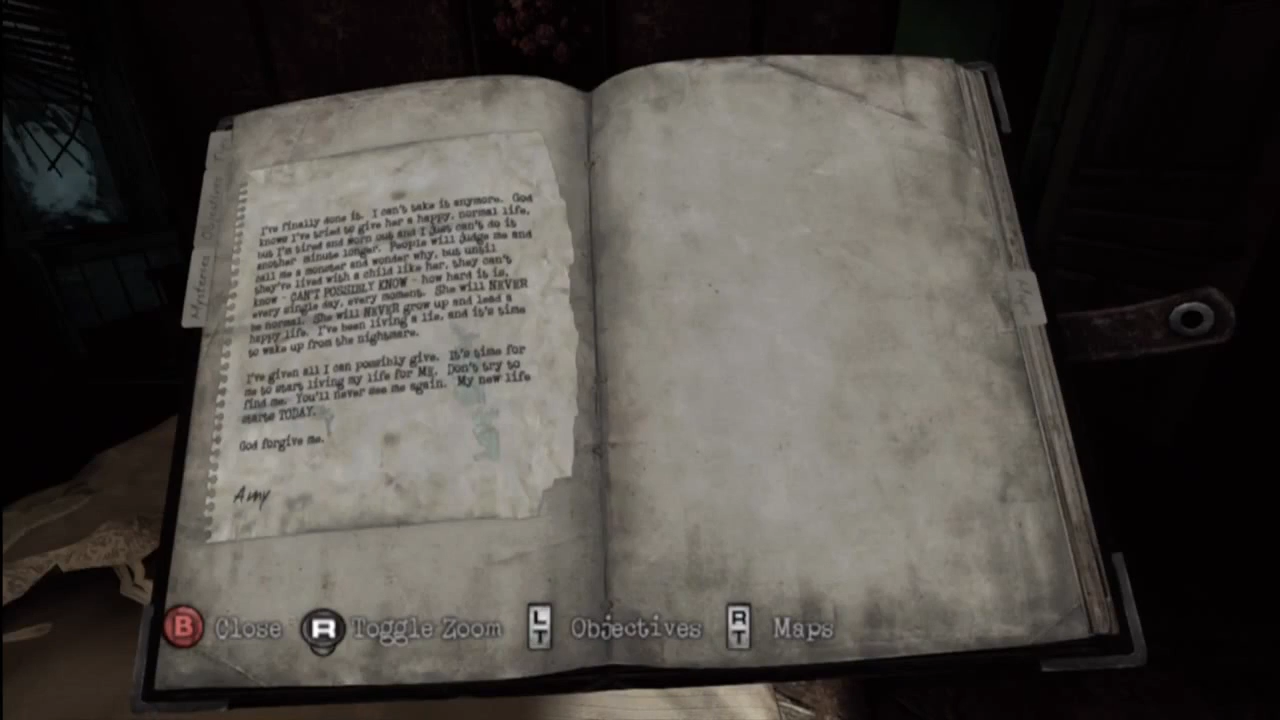 I've finally done it. I can't take it anymore. God
knows I've tried to give her a happy, normal life,
but I'm tired and worn out and I just can't do it
another minute longer. People will judge me and
call me a monster and wonder why, but until
they've lived with a child like her, they can't
know - CAN'T POSSIBLY KNOW - how hard it is,
every single day, every moment. She will NEVER
be normal. She will NEVER grow up and lead a
happy life. I've been living a lie, and it's time
to wake up from the nightmare.
I've given all I can possibly give. It's time for
me to start living my life for ME. Don't try to
find me. You'll never see me again. My new life
starts TODAY.
God forgive me.
Amy
Mysteries
Objectives
B Close R Toggle Zoom LT Objectives RT Maps